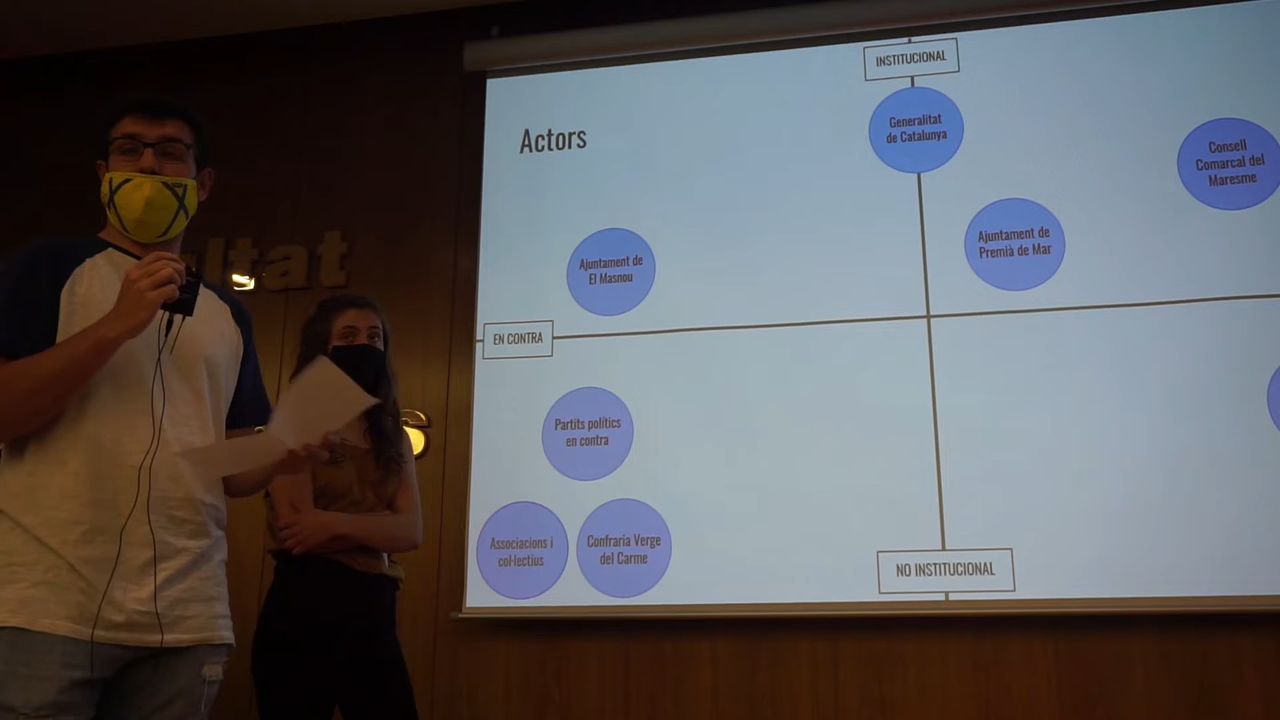 INSTITUCIONAL
Generalitat
de Catalunya
Actors
Consell
Comarcal del
Maresme
Ajuntament de
Premià de Mar
Ajuntament de
El Masnou
EN CONTRA
Partits polítics
en contra
Associacions i
col·lectius
Confraria Verge
del Carme
NO INSTITUCIONAL
ltat